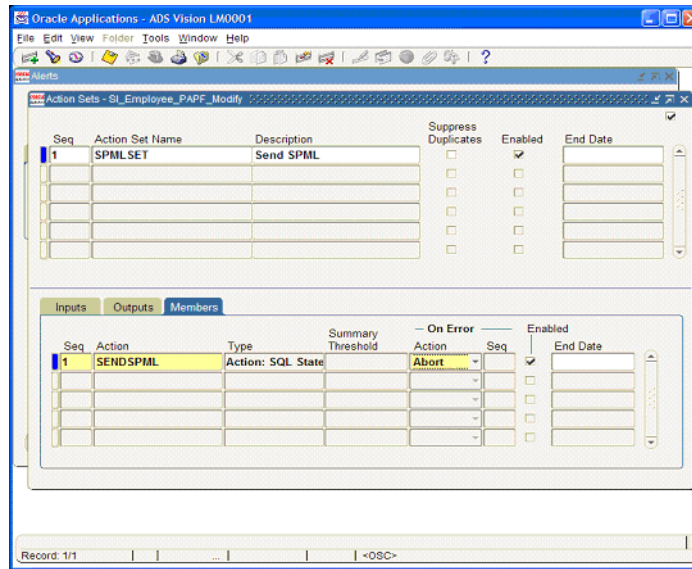 Oracle Applications - ADS Vision LM0001
File Edit View Folder Tools Window Help
Alerts
Action Sets - SI_Employee_PAPF_Modify
Suppress
Seq Action Set Name Description Duplicates Enabled End Date
1 SPMLSET Send SPML
Inputs Outputs Members
Summary On Error Enabled
Seq Action Type Threshold Action Seq End Date
1 SENDSPML Action: SQL State Abort
Record: 1/1 ... <OSC>